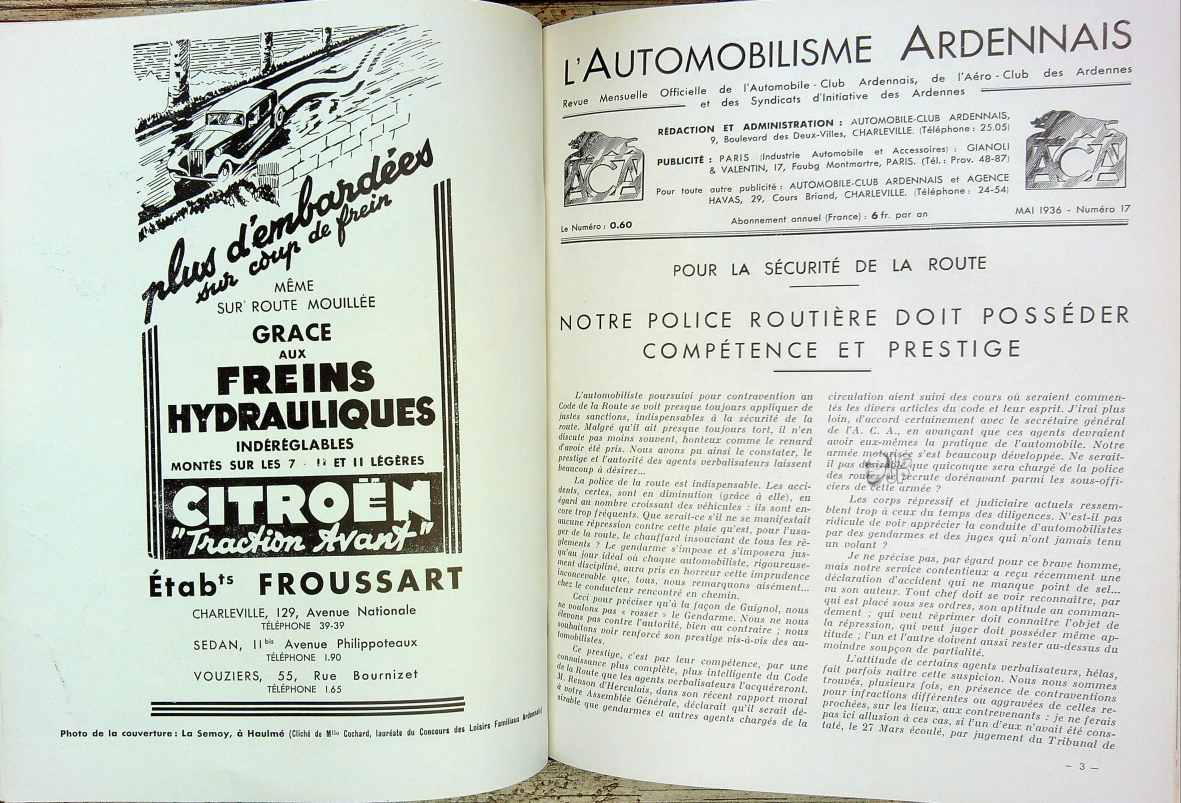 plus d'embardées
sur coup de frein
MÊME
SUR ROUTE MOUILLÉE
GRACE
AUX
FREINS
HYDRAULIQUES
INDÉRÉGLABLES
MONTÉS SUR LES 7 - ET 11 LÉGÈRES
CITROËN
"Traction Avant"
Étabts FROUSSART
CHARLEVILLE, 129, Avenue Nationale
TÉLÉPHONE 39-39
SEDAN, 11bis Avenue Philippoteaux
TÉLÉPHONE 1.90
VOUZIERS, 55, Rue Bournizet
TÉLÉPHONE 1.65
Photo de la couverture : La Semoy, à Haulmé (Cliché de Mlle Cochard, lauréate du Concours des Loisirs Familiaux Ardennais)
L'AUTOMOBILISME ARDENNAIS
Revue Mensuelle Officielle de l'Automobile-Club Ardennais, de l'Aéro-Club des Ardennes
et des Syndicats d'Initiative des Ardennes
ACA
RÉDACTION ET ADMINISTRATION : AUTOMOBILE-CLUB ARDENNAIS,
9, Boulevard des Deux-Villes, CHARLEVILLE. (Téléphone : 25.05)
PUBLICITÉ : PARIS (Industrie Automobile et Accessoires) : GIANOLI
& VALENTIN, 17, Faubg Montmartre, PARIS. (Tél. : Prov. 48-87)
Pour toute autre publicité : AUTOMOBILE-CLUB ARDENNAIS et AGENCE
HAVAS, 29, Cours Briand, CHARLEVILLE. (Téléphone : 24-54)
ACA
Le Numéro : 0.60
Abonnement annuel (France) : 6 fr. par an
MAI 1936 - Numéro 17
POUR LA SÉCURITÉ DE LA ROUTE
NOTRE POLICE ROUTIÈRE DOIT POSSÉDER
COMPÉTENCE ET PRESTIGE
L'automobiliste poursuivi pour contravention au
Code de la Route se voit presque toujours appliquer de
justes sanctions, indispensables à la sécurité de la
route. Malgré qu'il ait presque toujours tort, il n'en
discute pas moins souvent, honteux comme le renard
d'avoir été pris. Nous avons pu ainsi le constater, le
prestige et l'autorité des agents verbalisateurs laissent
beaucoup à désirer...
La police de la route est indispensable. Les acci-
dents, certes, sont en diminution (grâce à elle), eu
égard au nombre croissant des véhicules : ils sont en-
core trop fréquents. Que serait-ce s'il ne se manifestait
aucune répression contre cette plaie qu'est, pour l'usa-
ger de la route, le chauffard insouciant de tous les rè-
glements ? Le gendarme s'impose et s'imposera jus-
qu'au jour idéal où chaque automobiliste, rigoureuse-
ment discipliné, aura pris en horreur cette imprudence
inconcevable que, tous, nous remarquons aisément...
chez le conducteur rencontré en chemin.
Ceci pour préciser qu'à la façon de Guignol, nous
ne voulons pas « rosser » le Gendarme. Nous ne nous
élevons pas contre l'autorité, bien au contraire ; nous
souhaitons voir renforcé son prestige vis-à-vis des au-
tomobilistes.
Ce prestige, c'est par leur compétence, par une
connaissance plus complète, plus intelligente du Code
de la Route que les agents verbalisateurs l'acquéreront.
M. Renson d'Herculais, dans son récent rapport moral
à votre Assemblée Générale, déclarait qu'il serait dé-
sirable que gendarmes et autres agents chargés de la
circulation aient suivi des cours où seraient commen-
tés les divers articles du code et leur esprit. J'irai plus
loin, d'accord certainement avec le secrétaire général
de l'A. C. A., en avançant que ces agents devraient
avoir eux-mêmes la pratique de l'automobile. Notre
armée motorisée s'est beaucoup développée. Ne serait-
il pas désirable que quiconque sera chargé de la police
des routes se recrute dorénavant parmi les sous-offi-
ciers de cette armée ?
Les corps répressif et judiciaire actuels ressem-
blent trop à ceux du temps des diligences. N'est-il pas
ridicule de voir apprécier la conduite d'automobilistes
par des gendarmes et des juges qui n'ont jamais tenu
un volant ?
Je ne précise pas, par égard pour ce brave homme,
mais notre service contentieux a reçu récemment une
déclaration d'accident qui ne manque point de sel...
vu son auteur. Tout chef doit se voir reconnaître, par
qui est placé sous ses ordres, son aptitude au comman-
dement ; qui veut réprimer doit connaître l'objet de
la répression, qui veut juger doit posséder même ap-
titude ; l'un et l'autre doivent aussi rester au-dessus du
moindre soupçon de partialité.
L'attitude de certains agents verbalisateurs, hélas,
fait parfois naître cette suspicion. Nous nous sommes
trouvés, plusieurs fois, en présence de contraventions
pour infractions différentes ou aggravées de celles re-
prochées, sur les lieux, aux contrevenants : je ne ferais
pas ici allusion à ces cas, si l'un d'eux n'avait été cons-
taté, le 27 Mars écoulé, par jugement du Tribunal de
— 3 —